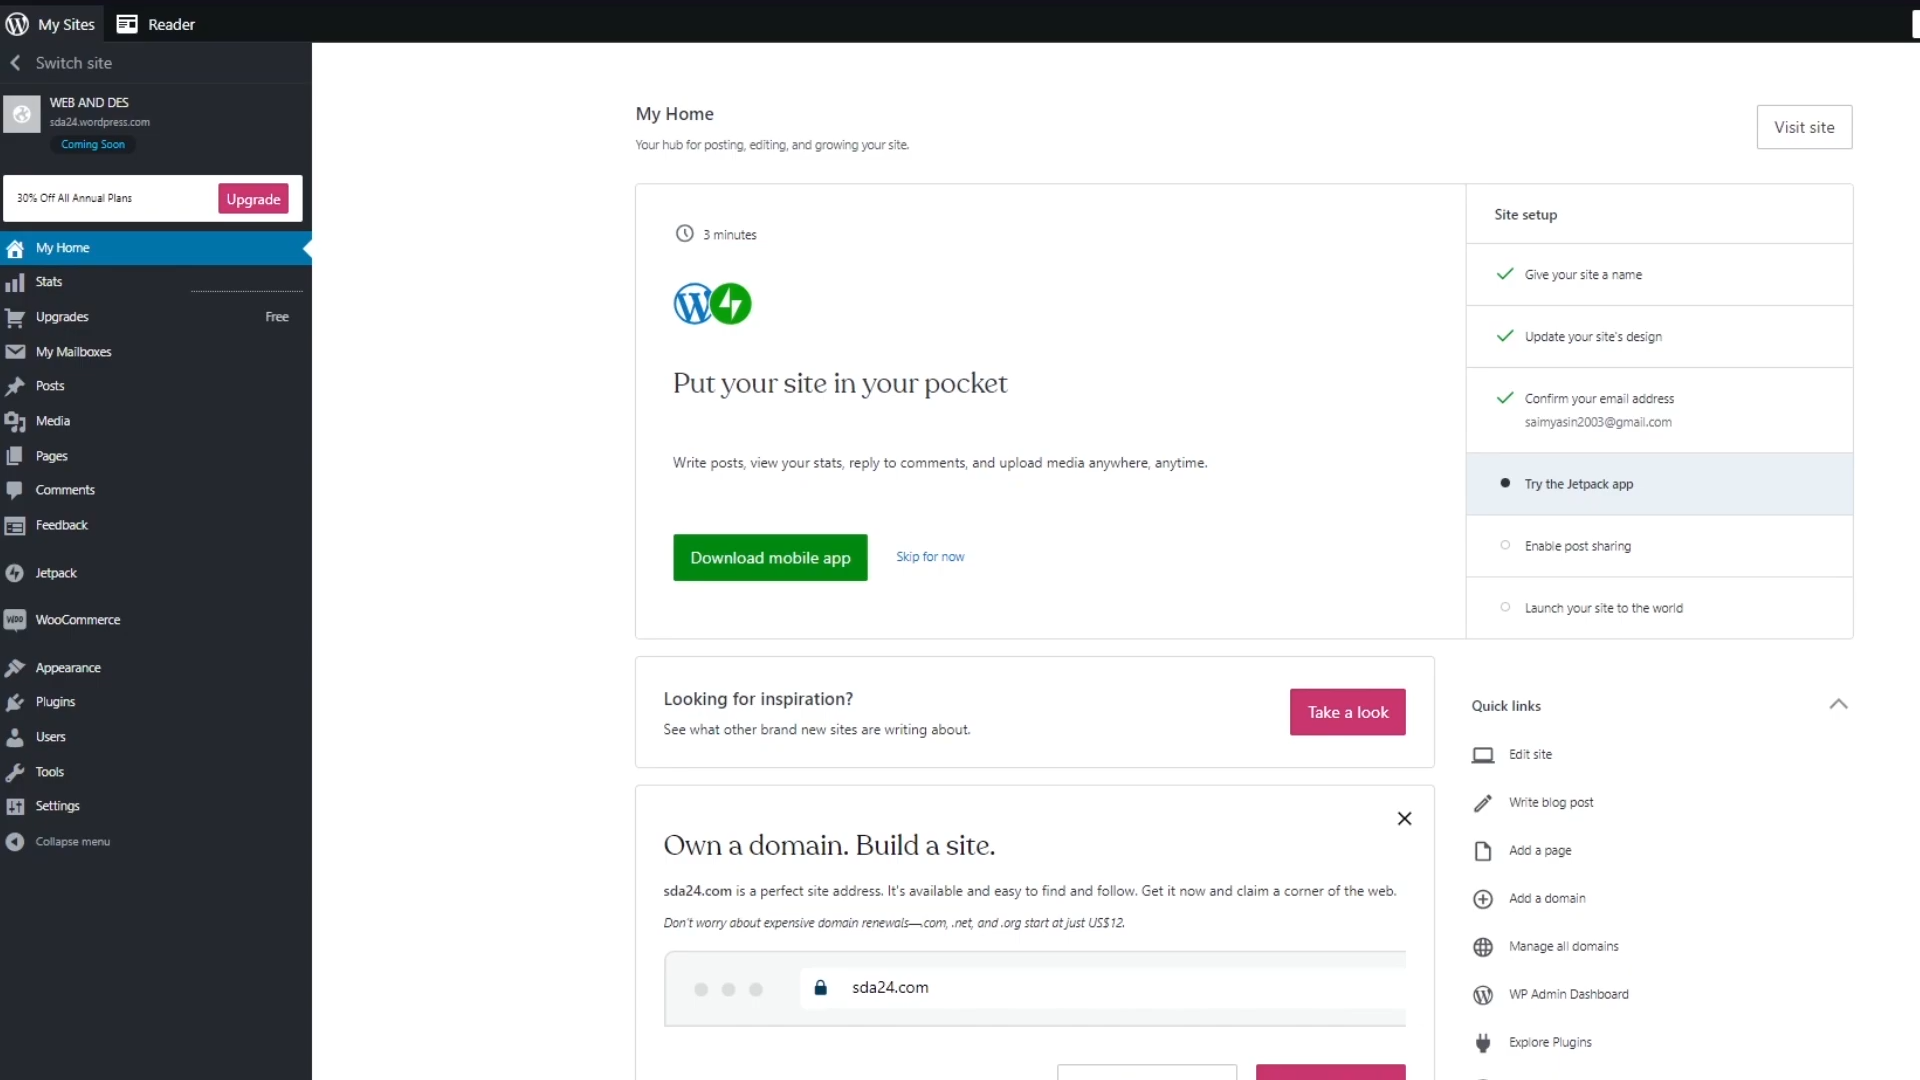 My Sites
Reader
Switch site
WEB AND DES
sda24.wordpress.com
Coming Soon
30% Off All Annual Plans
Upgrade
My Home
Stats
Upgrades
Free
My Mailboxes
Posts
Media
Pages
Comments
Feedback
Jetpack
WooCommerce
Appearance
Plugins
Users
Tools
Settings
Collapse menu
My Home
Your hub for posting, editing, and growing your site.
Visit site
3 minutes
Put your site in your pocket
Write posts, view your stats, reply to comments, and upload media anywhere, anytime.
Download mobile app
Skip for now
Site setup
Give your site a name
Update your site's design
Confirm your email address
saimyasin2003@gmail.com
Try the Jetpack app
Enable post sharing
Launch your site to the world
Looking for inspiration?
See what other brand new sites are writing about.
Take a look
Own a domain. Build a site.
sda24.com is a perfect site address. It's available and easy to find and follow. Get it now and claim a corner of the web.
Don't worry about expensive domain renewals—.com, .net, and .org start at just US$12.
sda24.com
Quick links
Edit site
Write blog post
Add a page
Add a domain
Manage all domains
WP Admin Dashboard
Explore Plugins